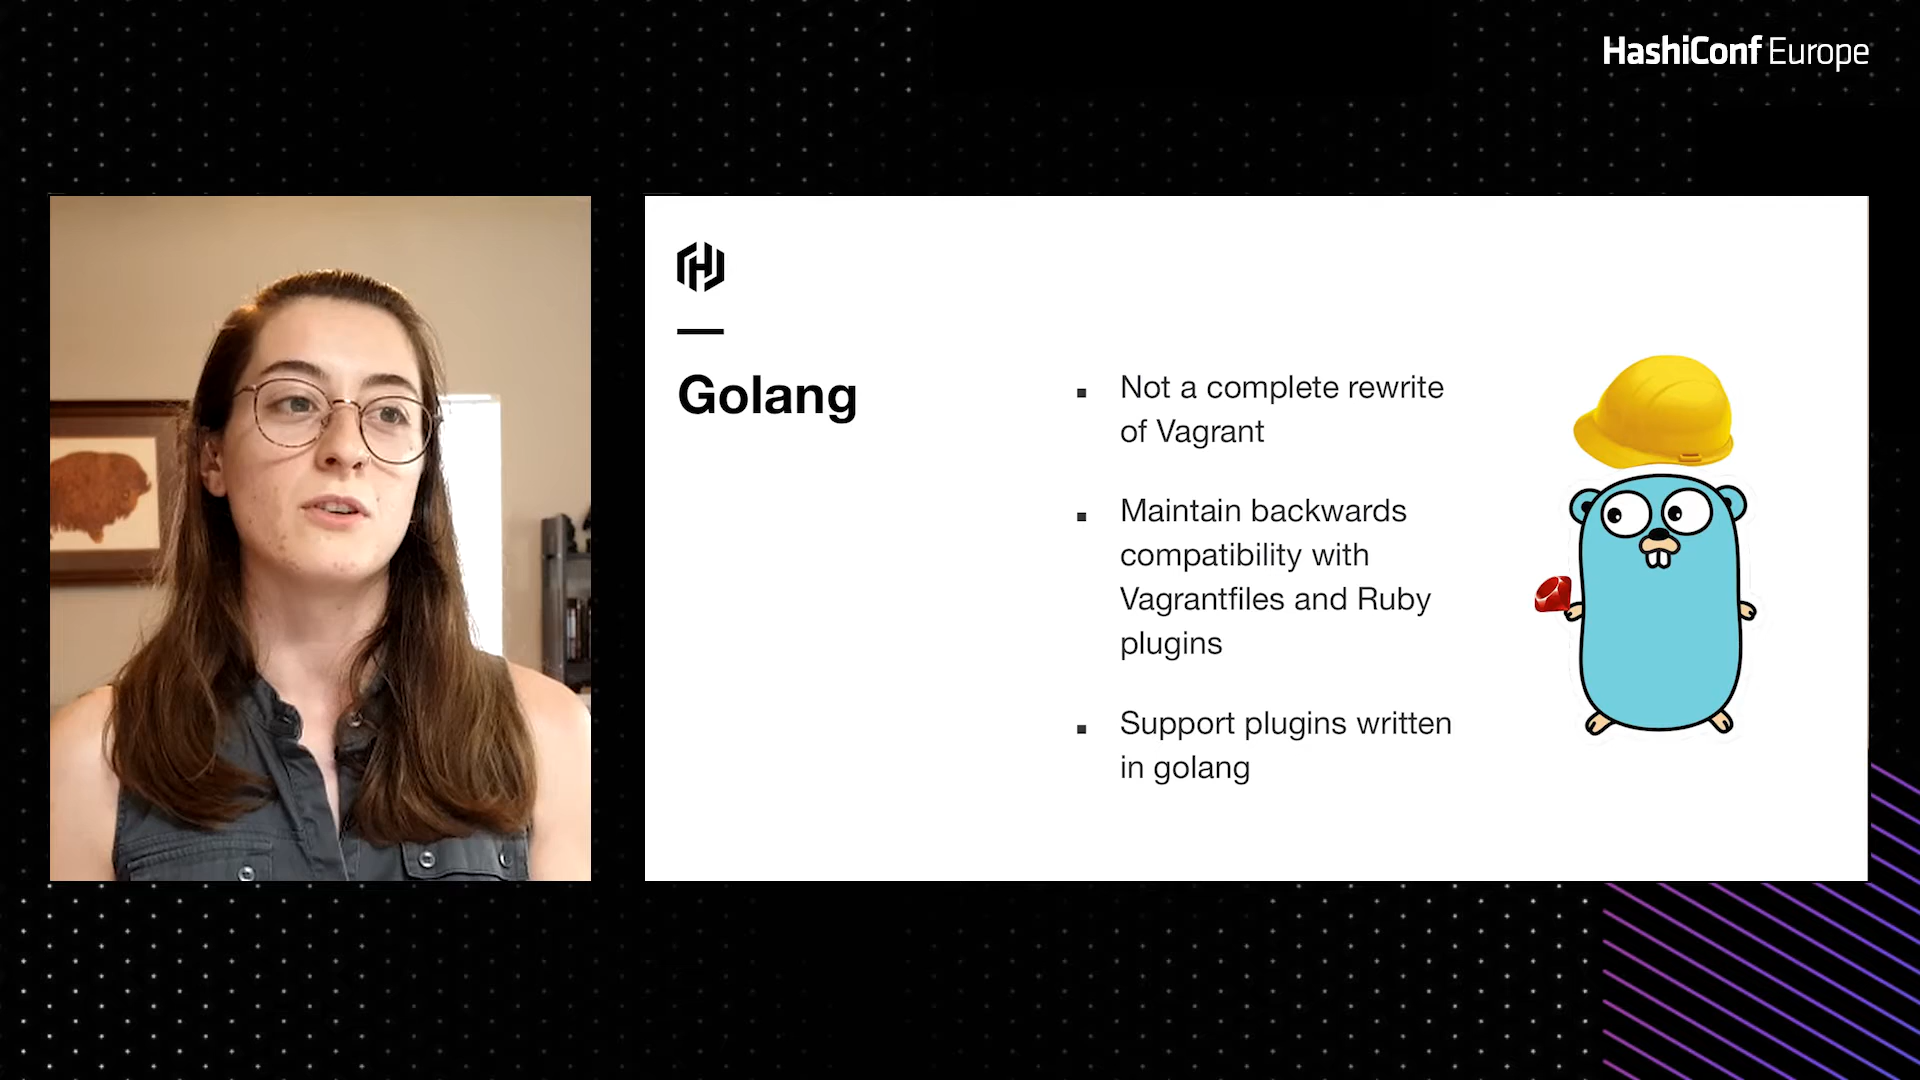 HashiConf Europe
Golang
▪ Not a complete rewrite
of Vagrant
▪ Maintain backwards
compatibility with
Vagrantfiles and Ruby
plugins
▪ Support plugins written
in golang